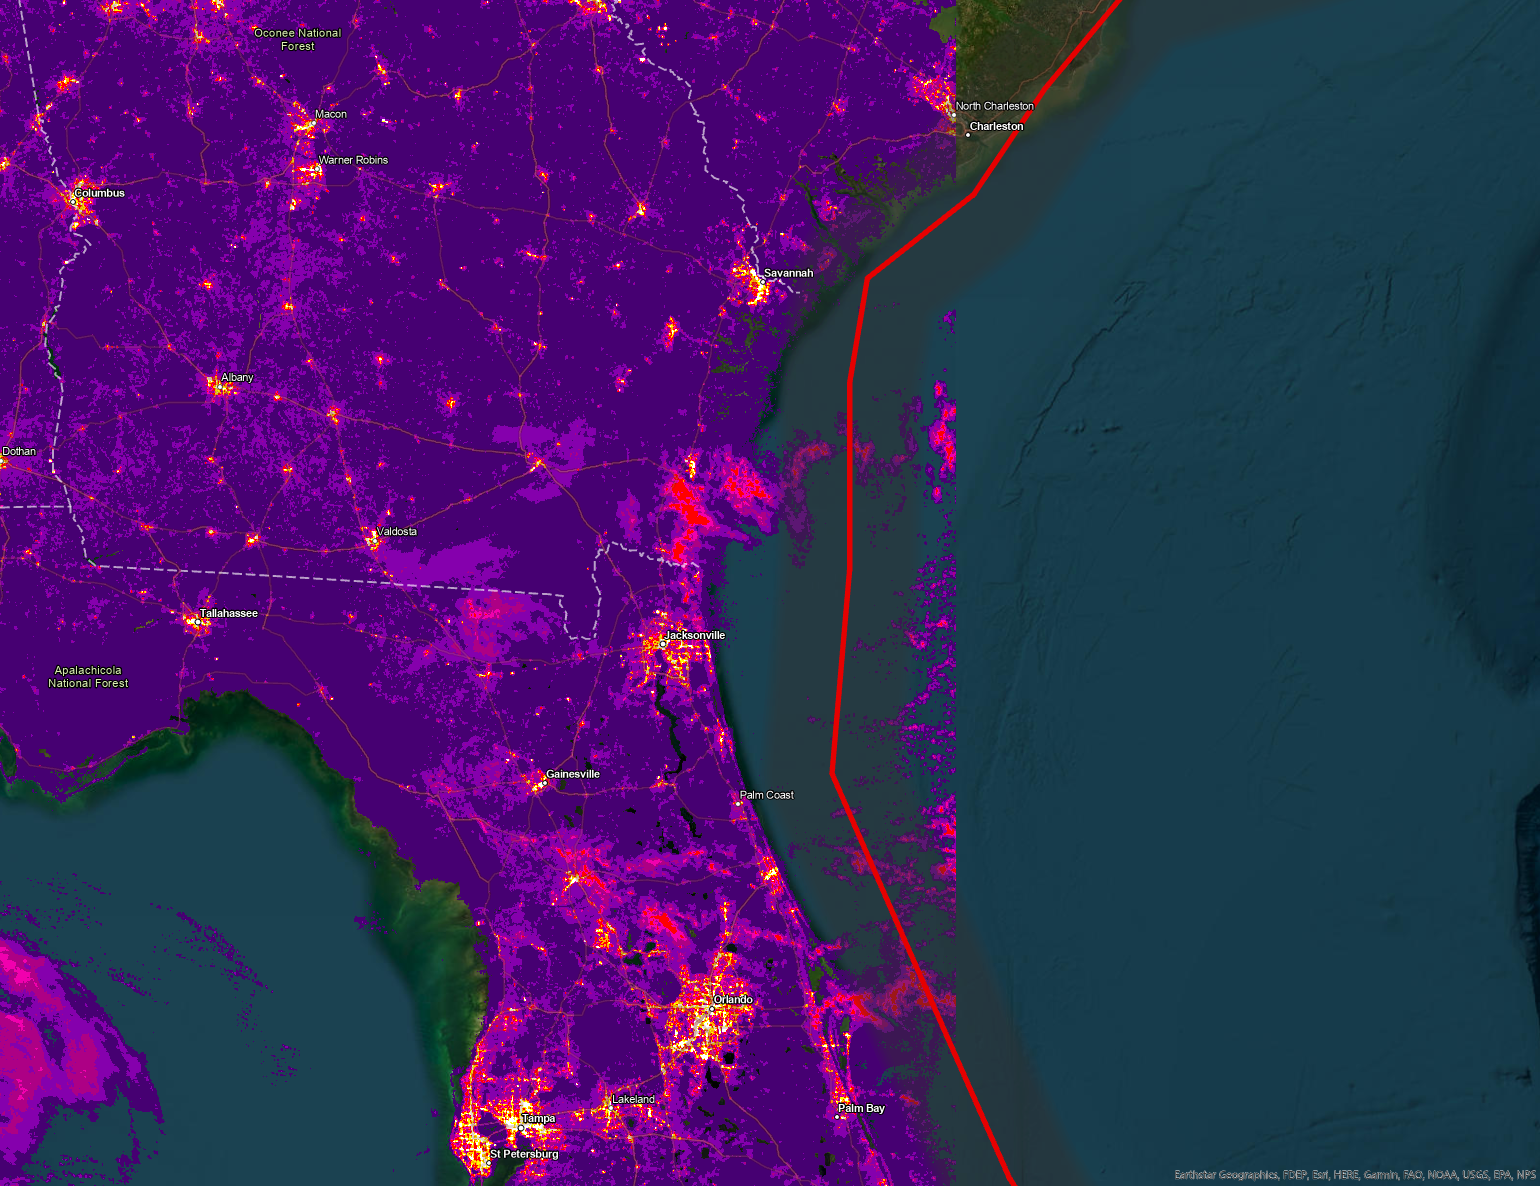 Oconee National
Forest
Macon
North Charleston
Charleston
Warner Robins
Columbus
Savannah
Albany
Dothan
Valdosta
Tallahassee
Jacksonville
Apalachicola
National Forest
Gainesville
Palm Coast
Orlando
Lakeland
Palm Bay
Tampa
St Petersburg
Earthstar Geographics, FDEP, Esri, HERE, Garmin, FAO, NOAA, USGS, EPA, NPS